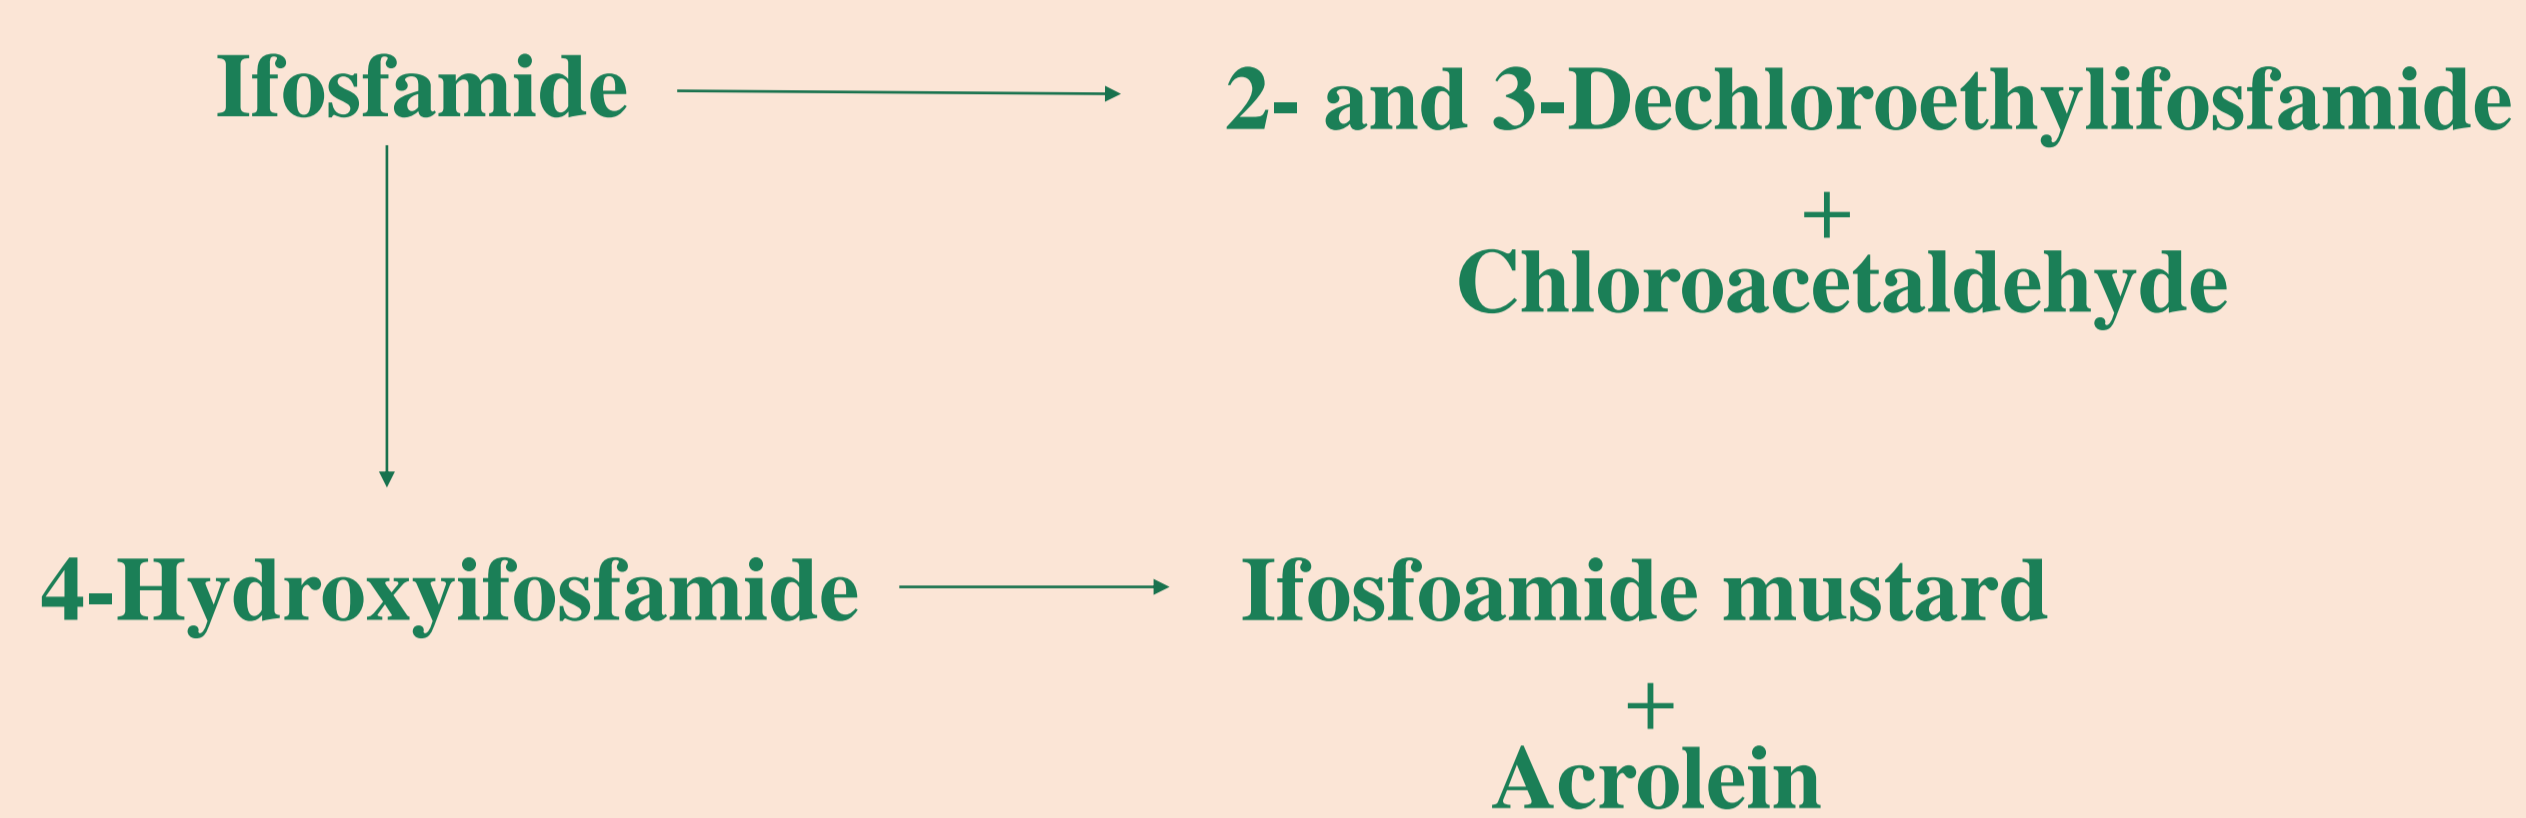 Ifosfamide
2- and 3-Dechloroethylifosfamide
+
Chloroacetaldehyde
4-Hydroxyifosfamide
Ifosfoamide mustard
+
Acrolein